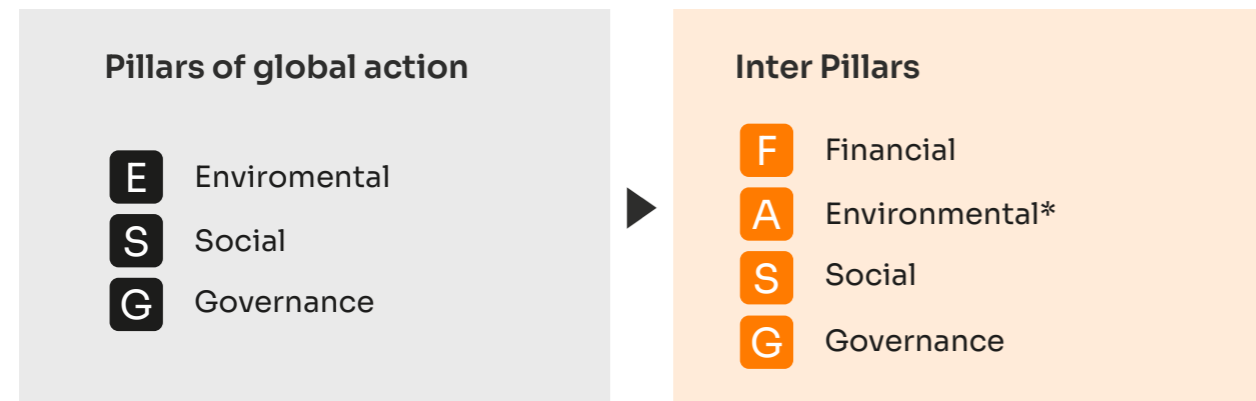 Pillars of global action
E Enviromental
S Social
G Governance
Inter Pillars
F Financial
A Environmental*
S Social
G Governance